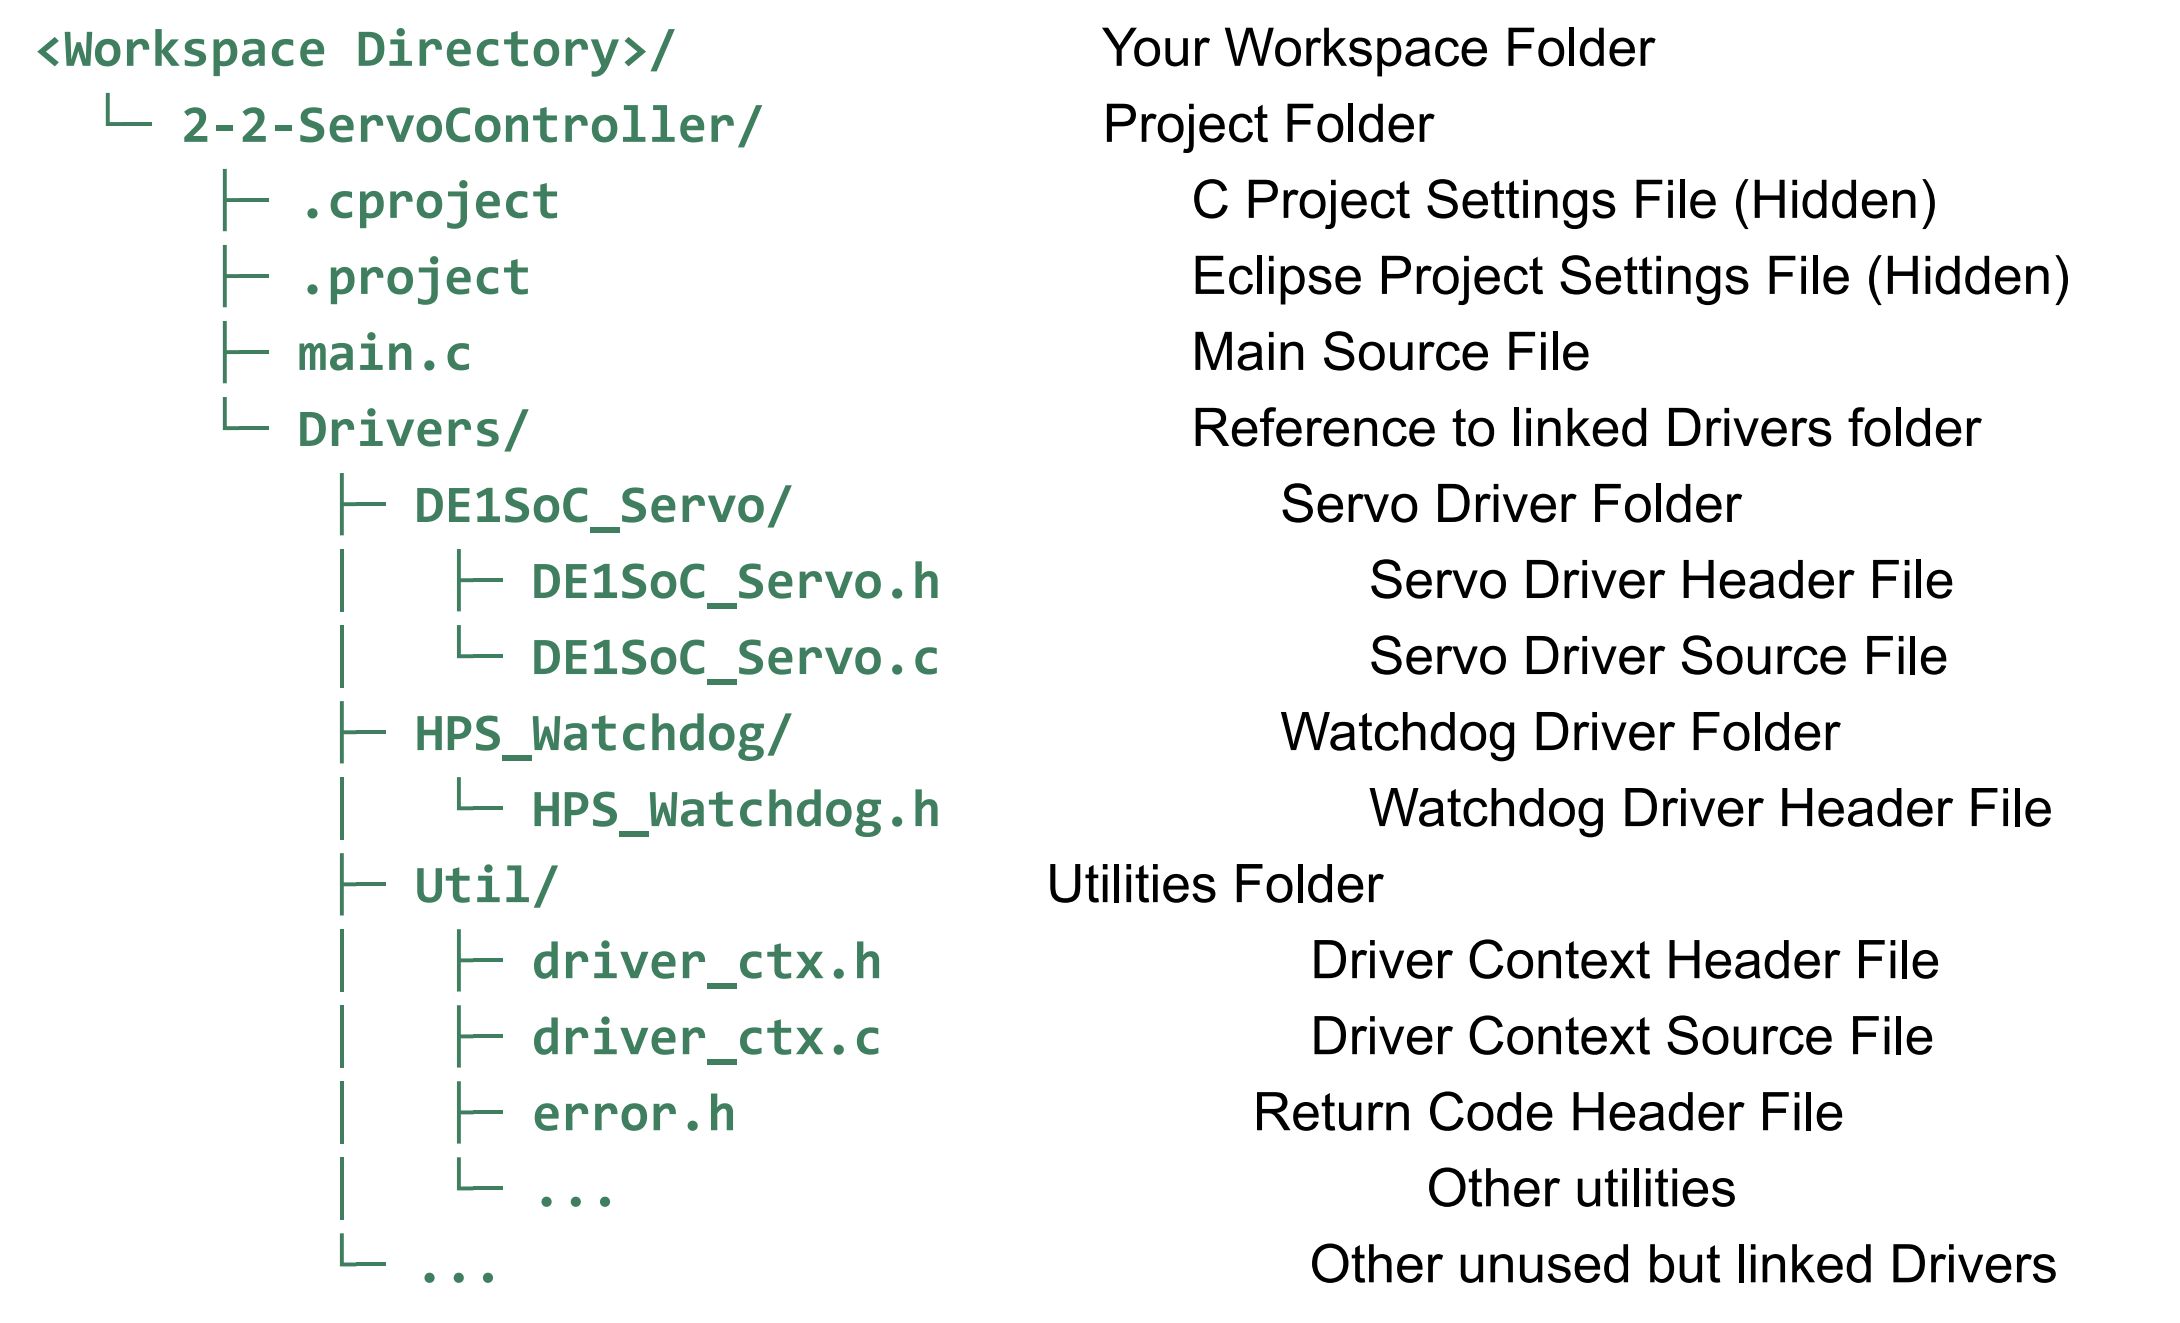 <Workspace Directory>/ Your Workspace Folder
└─ 2-2-ServoController/ Project Folder
├─ .cproject C Project Settings File (Hidden)
├─ .project Eclipse Project Settings File (Hidden)
├─ main.c Main Source File
└─ Drivers/ Reference to linked Drivers folder
├─ DE1SoC_Servo/ Servo Driver Folder
│ ├─ DE1SoC_Servo.h Servo Driver Header File
│ └─ DE1SoC_Servo.c Servo Driver Source File
├─ HPS_Watchdog/ Watchdog Driver Folder
│ └─ HPS_Watchdog.h Watchdog Driver Header File
├─ Util/ Utilities Folder
│ ├─ driver_ctx.h Driver Context Header File
│ ├─ driver_ctx.c Driver Context Source File
│ ├─ error.h Return Code Header File
│ └─ ... Other utilities
└─ ... Other unused but linked Drivers